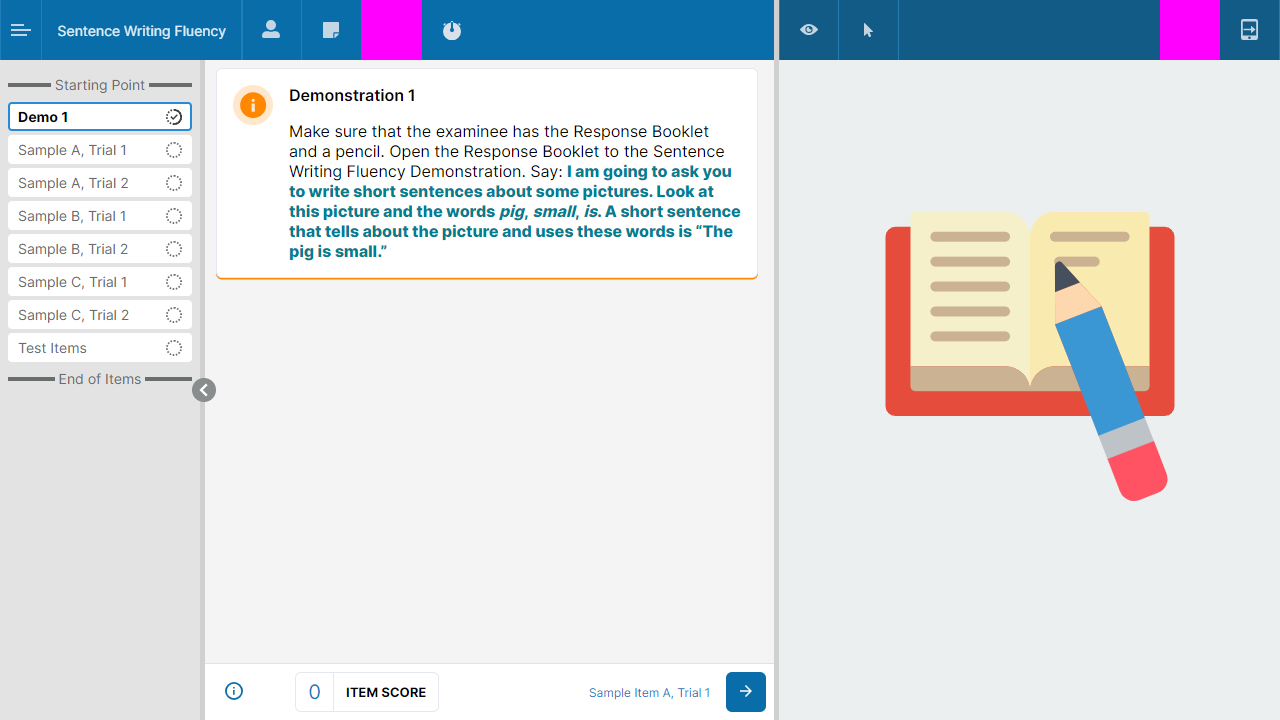 Sentence Writing Fluency
Starting Point
Demo 1
Sample A, Trial 1
Sample A, Trial 2
Sample B, Trial 1
Sample B, Trial 2
Sample C, Trial 1
Sample C, Trial 2
Test Items
End of Items
Demonstration 1
Make sure that the examinee has the Response Booklet
and a pencil. Open the Response Booklet to the Sentence
Writing Fluency Demonstration. Say: I am going to ask you
to write short sentences about some pictures. Look at
this picture and the words pig, small, is. A short sentence
that tells about the picture and uses these words is “The
pig is small.”
0 ITEM SCORE
Sample Item A, Trial 1